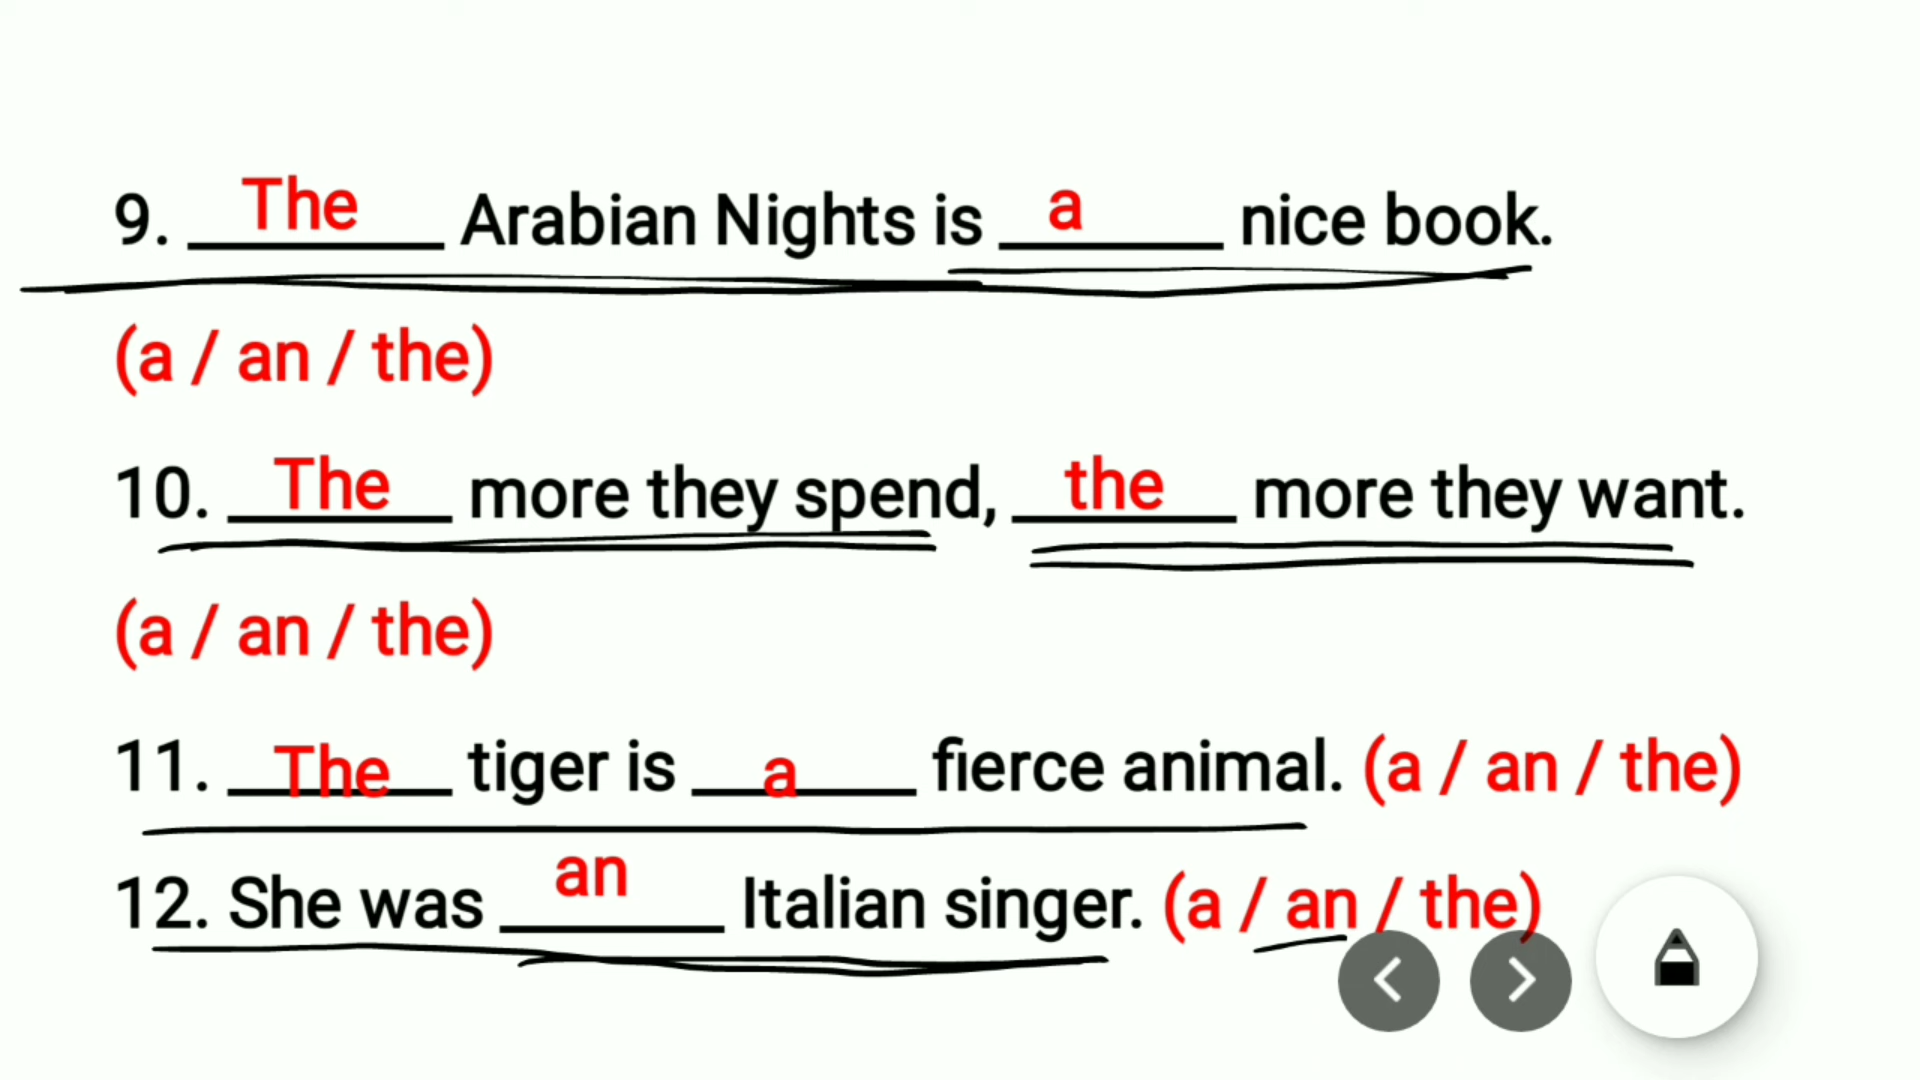 9. The Arabian Nights is a nice book.
(a / an / the)
10. The more they spend, the more they want.
(a / an / the)
11. The tiger is a fierce animal. (a / an / the)
12. She was an Italian singer. (a / an / the)